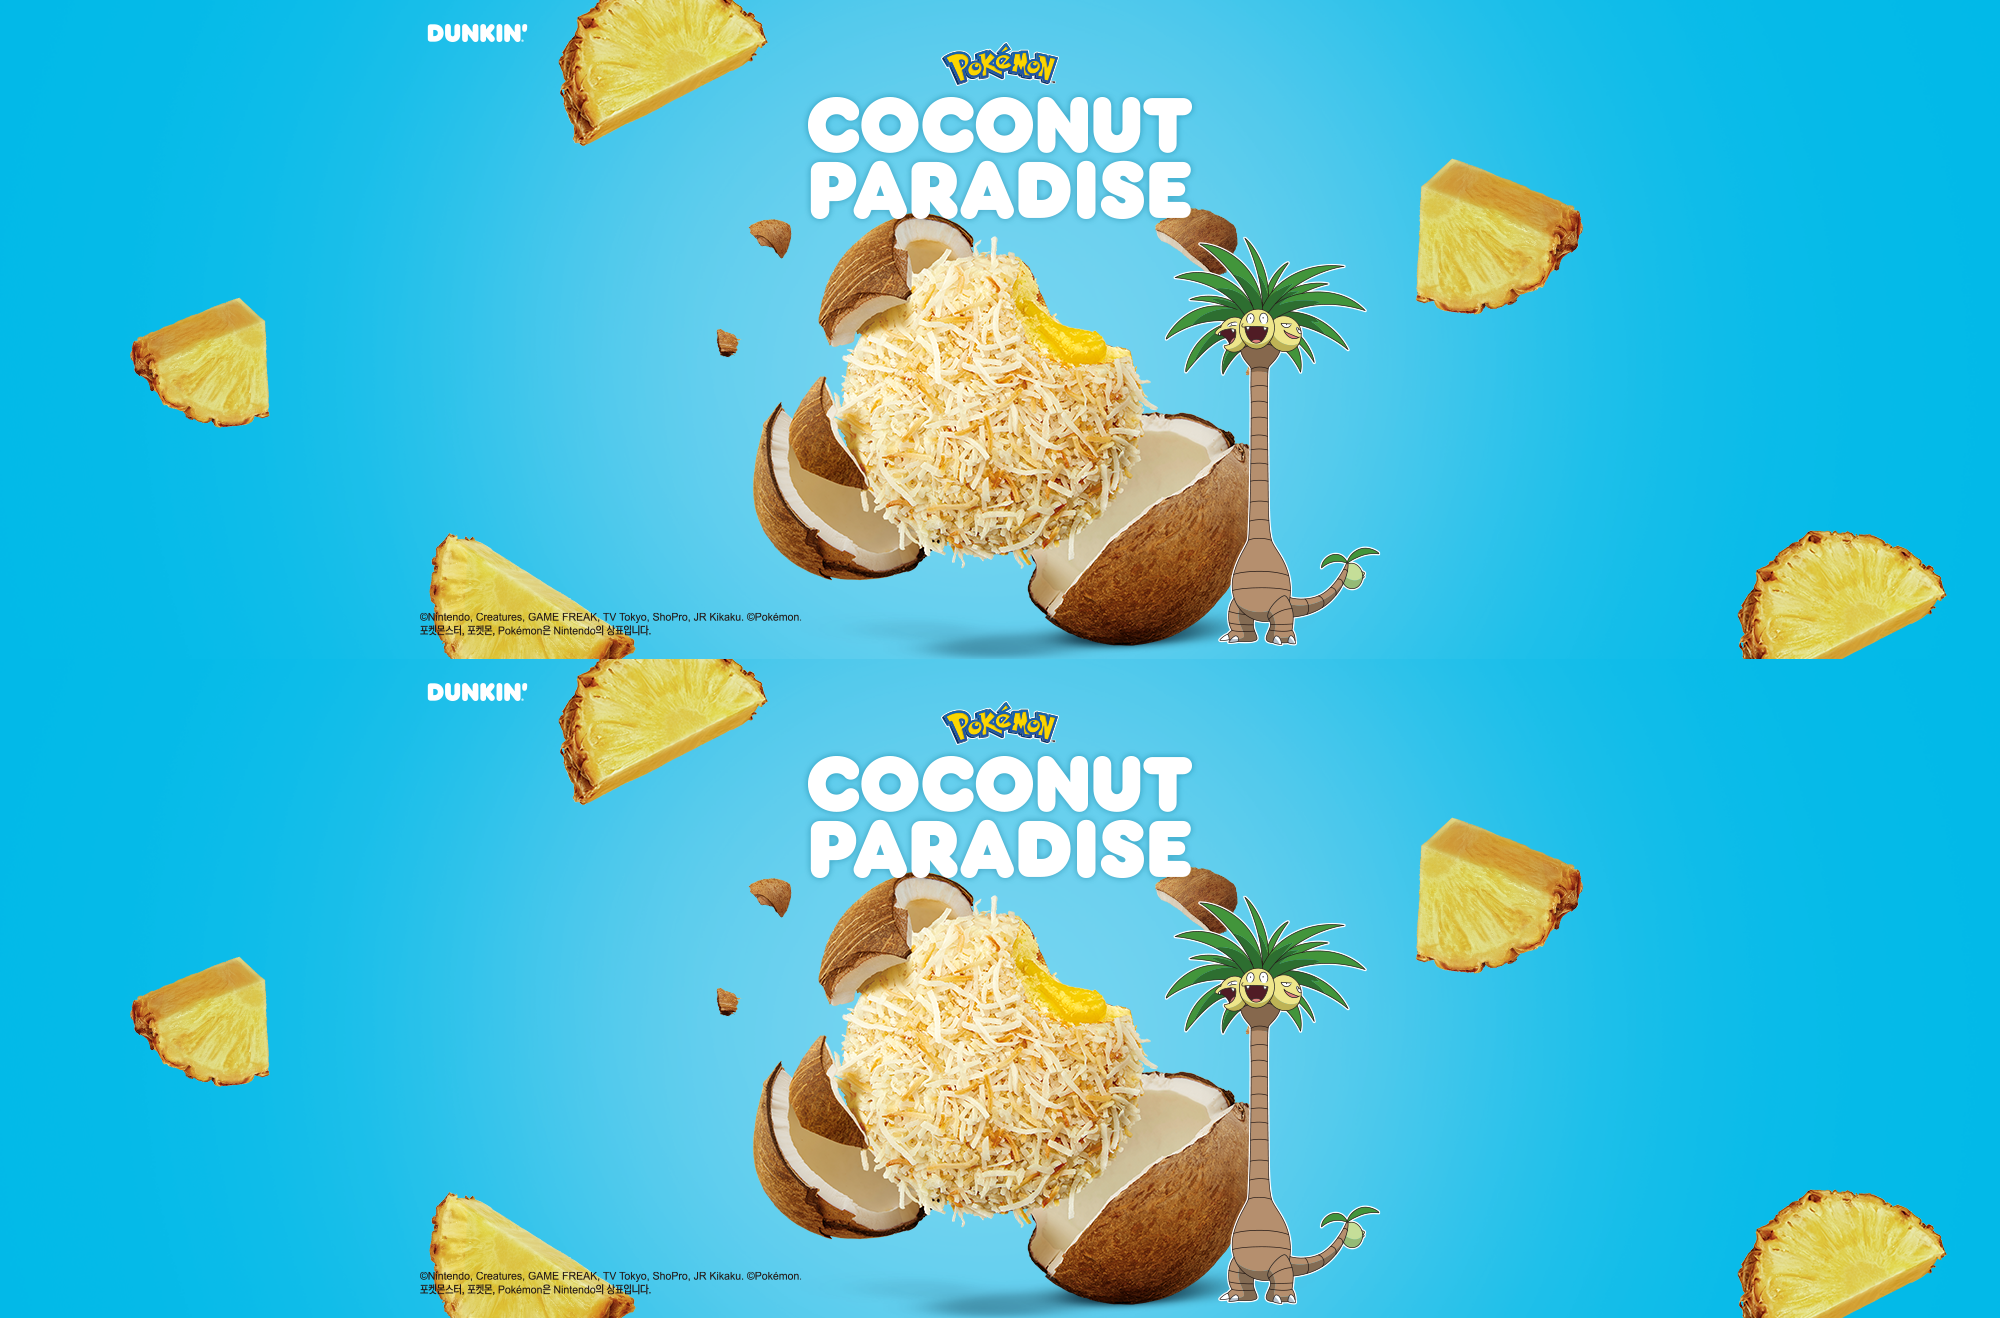 DUNKIN'
Pokémon
COCONUT
PARADISE
©Nintendo, Creatures, GAME FREAK, TV Tokyo, ShoPro, JR Kikaku. ©Pokémon.
포켓몬스터, 포켓몬, Pokémon은 Nintendo의 상표입니다.
DUNKIN'
Pokémon
COCONUT
PARADISE
©Nintendo, Creatures, GAME FREAK, TV Tokyo, ShoPro, JR Kikaku. ©Pokémon.
포켓몬스터, 포켓몬, Pokémon은 Nintendo의 상표입니다.